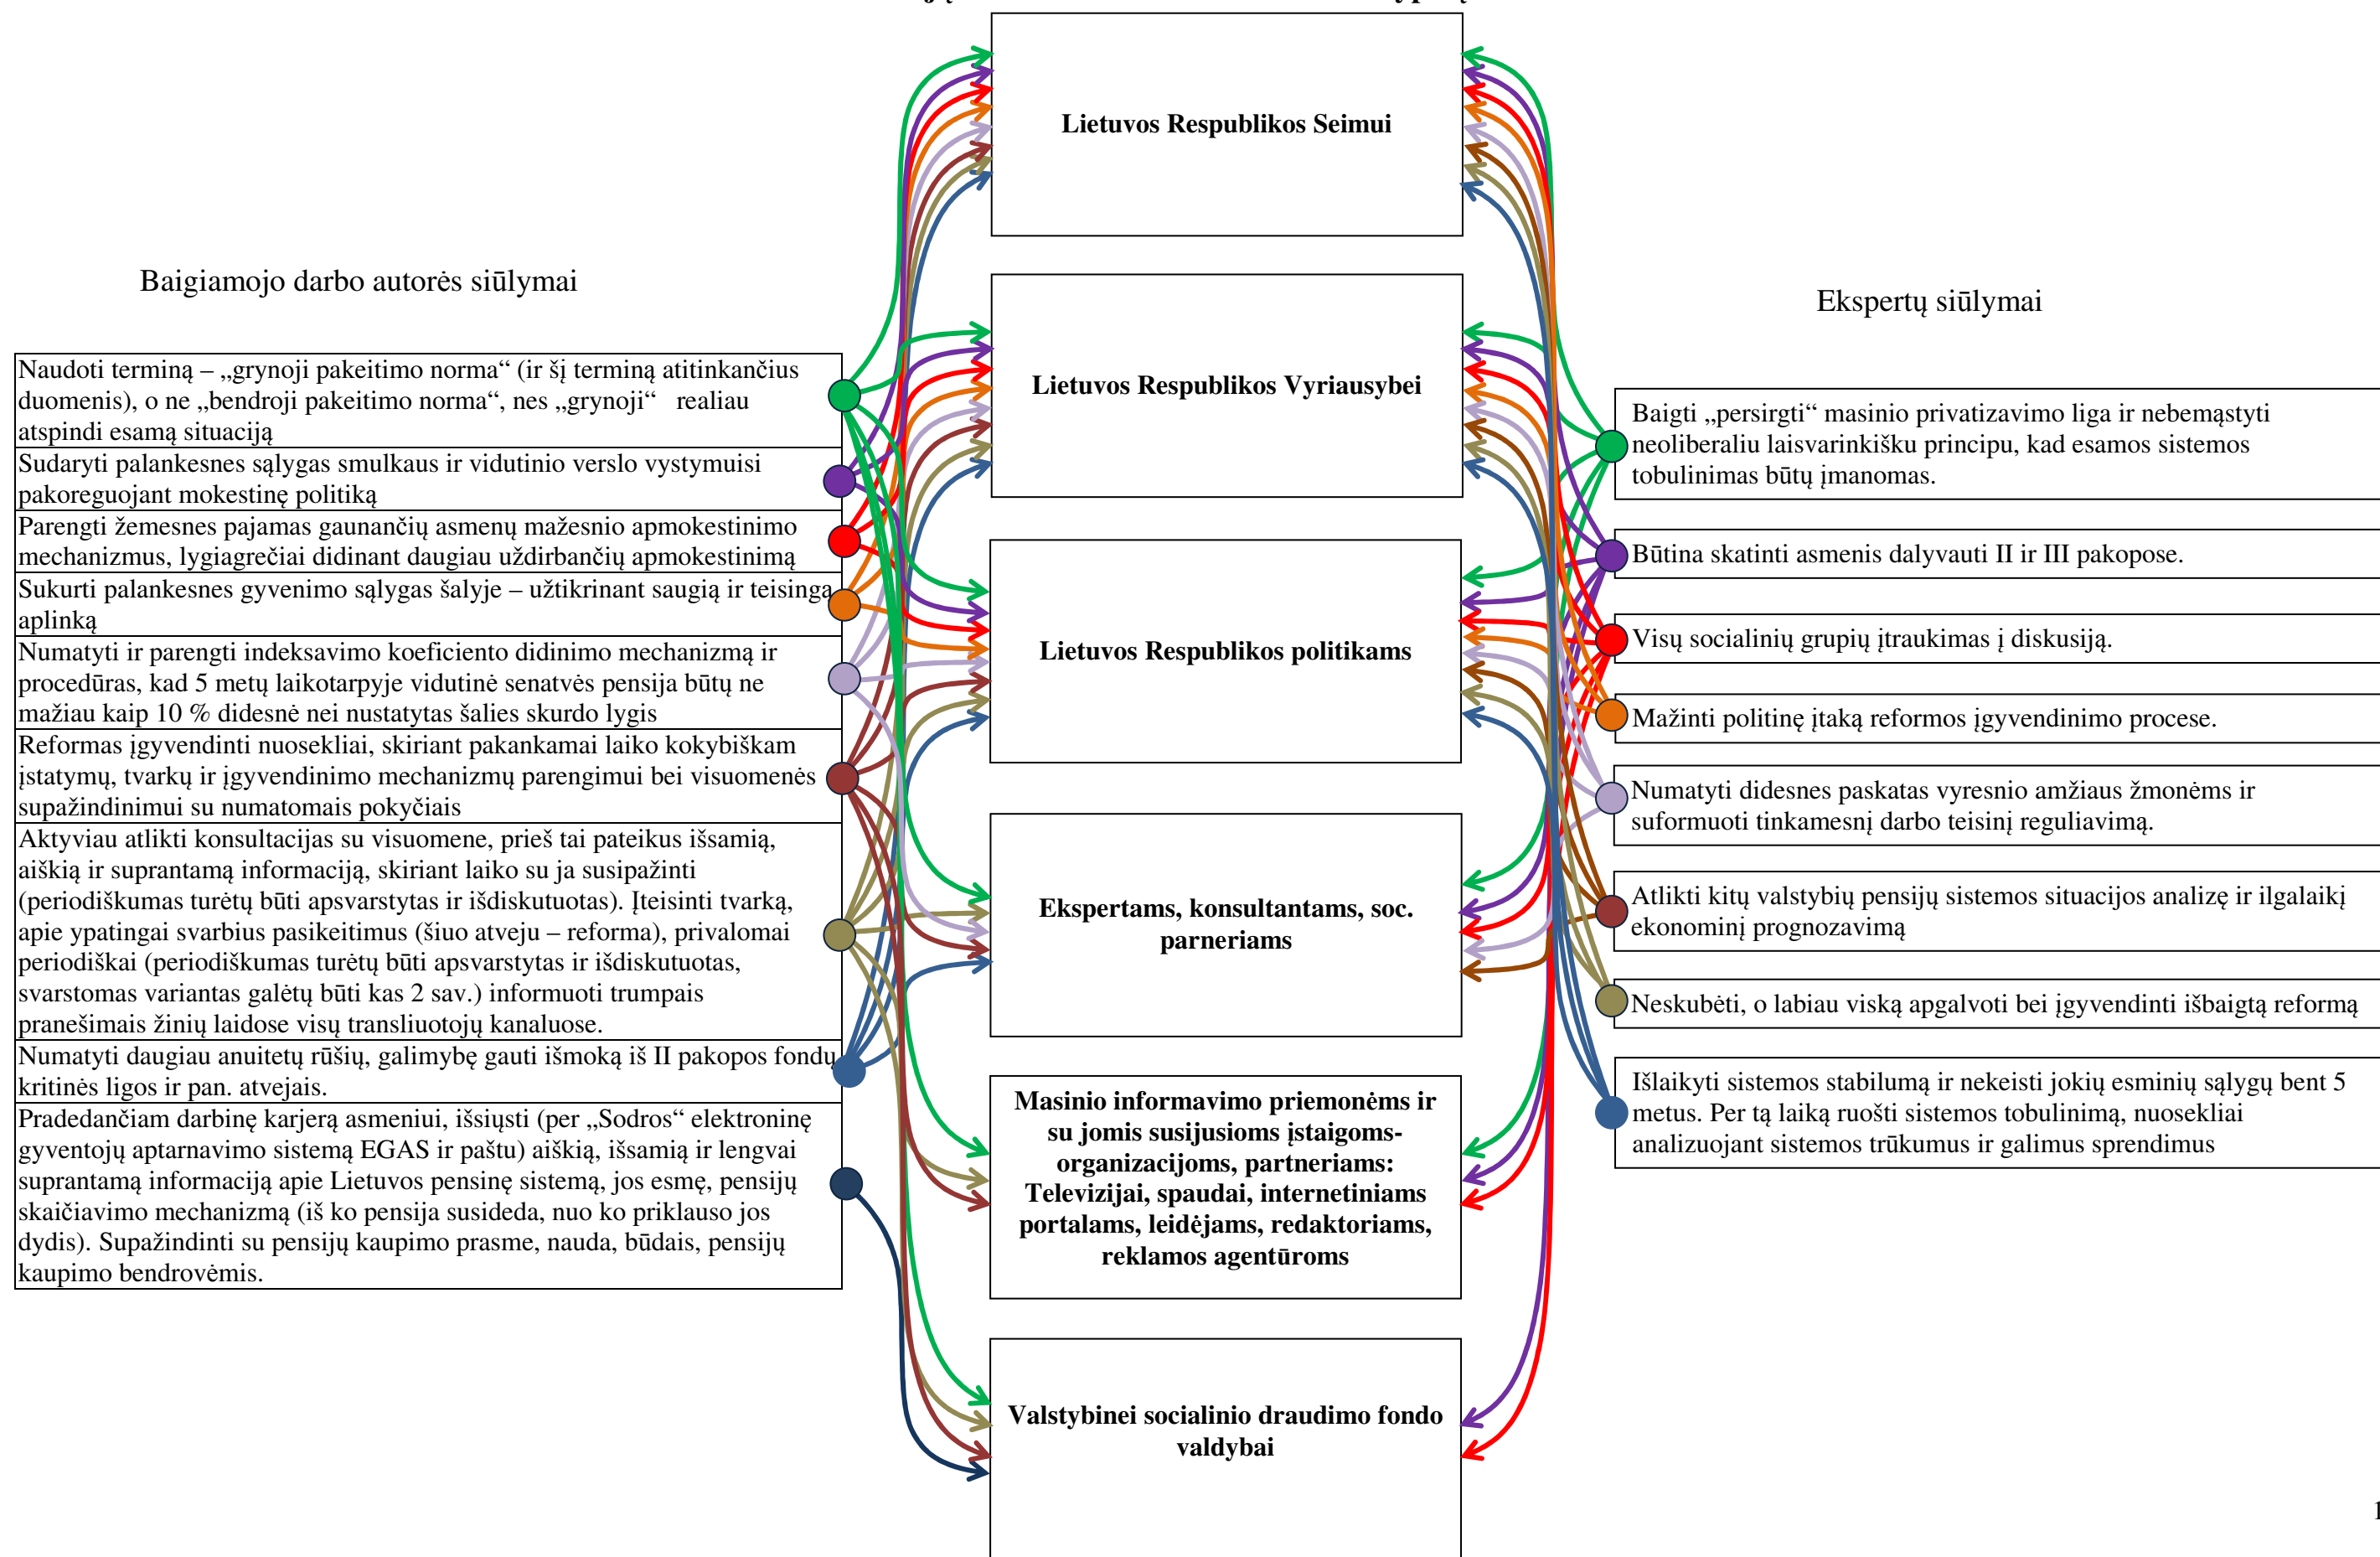 Baigiamojo darbo autorės siūlymai
Naudoti terminą – „grynoji pakeitimo norma“ (ir šį terminą atitinkančius
duomenis), o ne „bendroji pakeitimo norma“, nes „grynoji“ realiau
atspindi esamą situaciją
Sudaryti palankesnes sąlygas smulkaus ir vidutinio verslo vystymuisi
pakoreguojant mokestinę politiką
Parengti žemesnes pajamas gaunančių asmenų mažesnio apmokestinimo
mechanizmus, lygiagrečiai didinant daugiau uždirbančių apmokestinimą
Sukurti palankesnes gyvenimo sąlygas šalyje – užtikrinant saugią ir teisingą
aplinką
Numatyti ir parengti indeksavimo koeficiento didinimo mechanizmą ir
procedūras, kad 5 metų laikotarpyje vidutinė senatvės pensija būtų ne
mažiau kaip 10 % didesnė nei nustatytas šalies skurdo lygis
Reformas įgyvendinti nuosekliai, skiriant pakankamai laiko kokybiškam
įstatymų, tvarkų ir įgyvendinimo mechanizmų parengimui bei visuomenės
supažindinimui su numatomais pokyčiais
Aktyviau atlikti konsultacijas su visuomene, prieš tai pateikus išsamią,
aiškią ir suprantamą informaciją, skiriant laiko su ja susipažinti
(periodiškumas turėtų būti apsvarstytas ir išdiskutuotas). Įteisinti tvarką,
apie ypatingai svarbius pasikeitimus (šiuo atveju – reforma), privalomai
periodiškai (periodiškumas turėtų būti apsvarstytas ir išdiskutuotas,
svarstomas variantas galėtų būti kas 2 sav.) informuoti trumpais
pranešimais žinių laidose visų transliuotojų kanaluose.
Numatyti daugiau anuitetų rūšių, galimybę gauti išmoką iš II pakopos fondų
kritinės ligos ir pan. atvejais.
Pradedančiam darbinę karjerą asmeniui, išsiųsti (per „Sodros“ elektroninę
gyventojų aptarnavimo sistemą EGAS ir paštu) aiškią, išsamią ir lengvai
suprantamą informaciją apie Lietuvos pensinę sistemą, jos esmę, pensijų
skaičiavimo mechanizmą (iš ko pensija susideda, nuo ko priklauso jos
dydis). Supažindinti su pensijų kaupimo prasme, nauda, būdais, pensijų
kaupimo bendrovėmis.
Lietuvos Respublikos Seimui
Lietuvos Respublikos Vyriausybei
Lietuvos Respublikos politikams
Ekspertams, konsultantams, soc.
parneriams
Masinio informavimo priemonėms ir
su jomis susijusioms įstaigoms-
organizacijoms, partneriams:
Televizijai, spaudai, internetiniams
portalams, leidėjams, redaktoriams,
reklamos agentūroms
Valstybinei socialinio draudimo fondo
valdybai
Ekspertų siūlymai
Baigti „persirgti“ masinio privatizavimo liga ir nebemąstyti
neoliberaliu laisvarinkišku principu, kad esamos sistemos
tobulinimas būtų įmanomas.
Būtina skatinti asmenis dalyvauti II ir III pakopose.
Visų socialinių grupių įtraukimas į diskusiją.
Mažinti politinę įtaką reformos įgyvendinimo procese.
Numatyti didesnes paskatas vyresnio amžiaus žmonėms ir
suformuoti tinkamesnį darbo teisinį reguliavimą.
Atlikti kitų valstybių pensijų sistemos situacijos analizę ir ilgalaikį
ekonominį prognozavimą
Neskubėti, o labiau viską apgalvoti bei įgyvendinti išbaigtą reformą
Išlaikyti sistemos stabilumą ir nekeisti jokių esminių sąlygų bent 5
metus. Per tą laiką ruošti sistemos tobulinimą, nuosekliai
analizuojant sistemos trūkumus ir galimus sprendimus